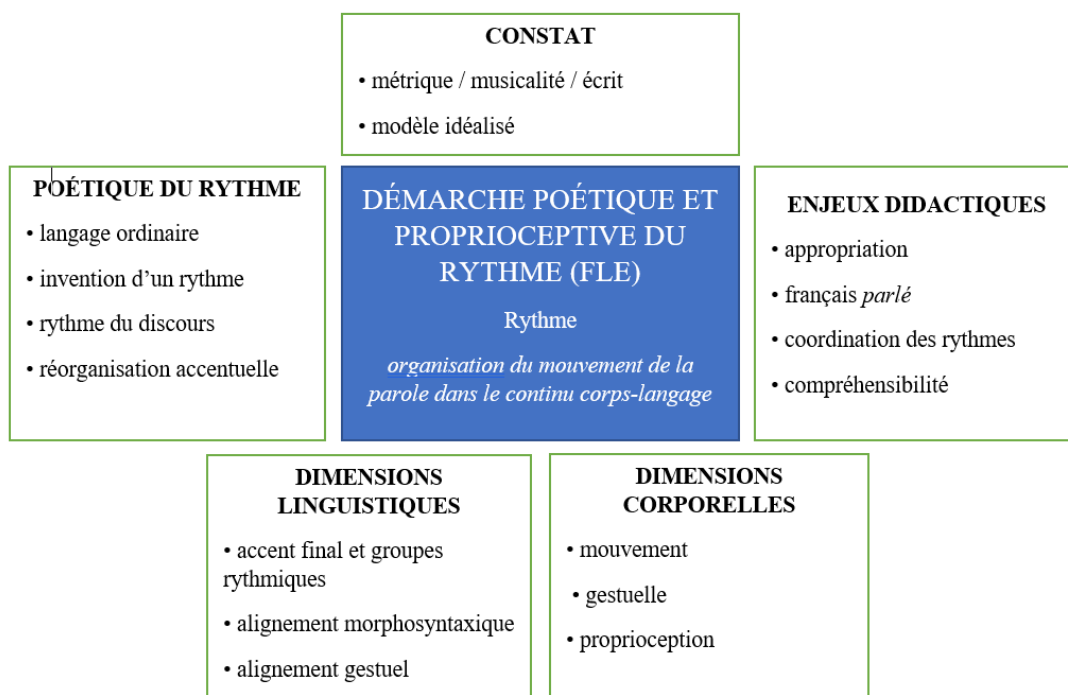 CONSTAT
• métrique / musicalité / écrit
• modèle idéalisé
POÉTIQUE DU RYTHME
• langage ordinaire
• invention d’un rythme
• rythme du discours
• réorganisation accentuelle
DÉMARCHE POÉTIQUE ET
PROPRIOCEPTIVE DU
RYTHME (FLE)
Rythme
organisation du mouvement de la
parole dans le continu corps-langage
ENJEUX DIDACTIQUES
• appropriation
• français parlé
• coordination des rythmes
• compréhensibilité
DIMENSIONS
LINGUISTIQUES
• accent final et groupes
rythmiques
• alignement morphosyntaxique
• alignement gestuel
DIMENSIONS
CORPORELLES
• mouvement
• gestuelle
• proprioception